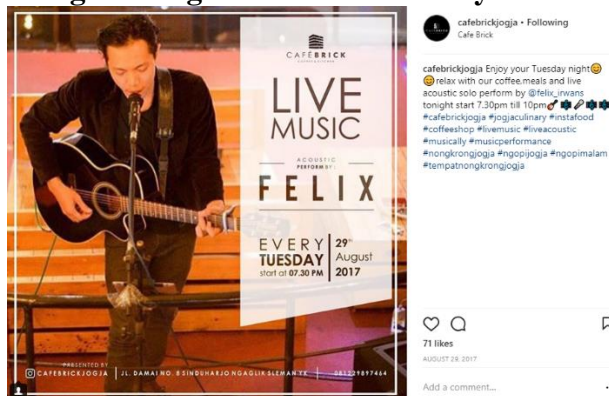 CAFÉBRICK
LIVE
MUSIC
ACOUSTIC
PERFORM BY :
FELIX
EVERY
TUESDAY
start at 07.30 PM
29th
August
2017
PRESENTED BY
CAFEBRICKJOGJA
JL. DAMAI NO. 8 SINDUHARJO NGAGLIK SLEMAN YK
081229897464
cafebrickjogja • Following
Cafe Brick
cafebrickjogja Enjoy your Tuesday night😊
😊relax with our coffee,meals and live
acoustic solo perform by @felix_irwans
tonight start 7.30pm till 10pm
#cafebrickjogja #jogjaculinary #instafood
#coffeeshop #livemusic #liveacoustic
#musically #musicperformance
#nongkrongjogja #ngopijogja #ngopimalam
#tempatnongkrongjogja
71 likes
AUGUST 29, 2017
Add a comment...